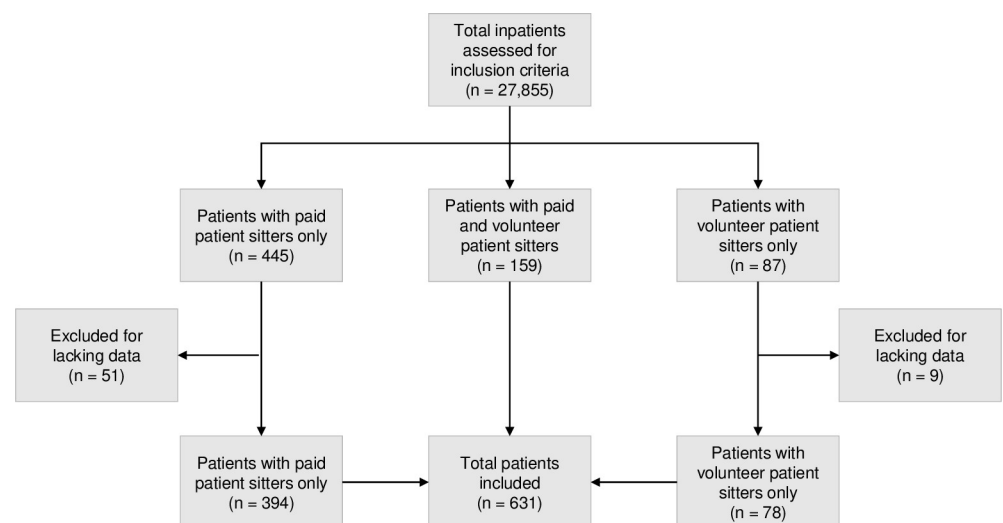 Total inpatients
assessed for
inclusion criteria
(n = 27,855)
Patients with paid
patient sitters only
(n = 445)
Patients with paid
and volunteer
patient sitters
(n = 159)
Patients with
volunteer patient
sitters only
(n = 87)
Excluded for
lacking data
(n = 51)
Excluded for
lacking data
(n = 9)
Patients with paid
patient sitters only
(n = 394)
Total patients
included
(n = 631)
Patients with
volunteer patient
sitters only
(n = 78)